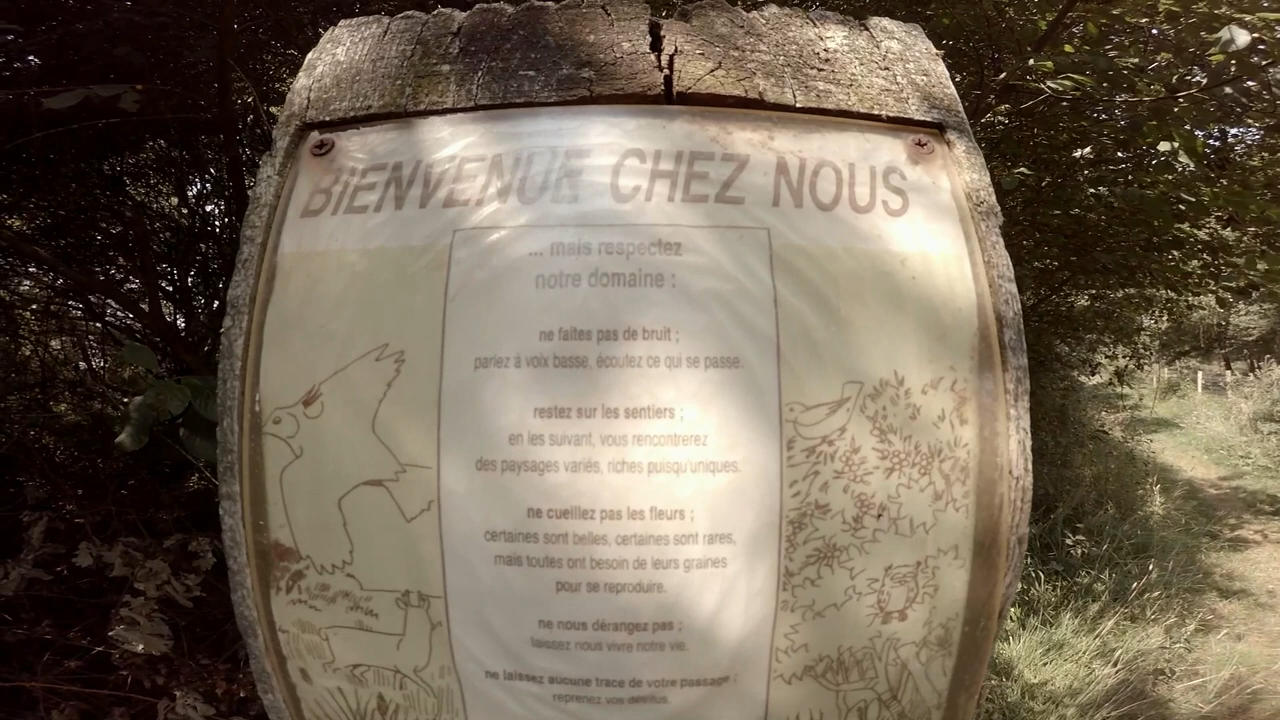 BIENVENUE CHEZ NOUS
... mais respectez
notre domaine :
ne faites pas de bruit ;
parlez à voix basse, écoutez ce qui se passe.
restez sur les sentiers ;
en les suivant, vous rencontrerez
des paysages variés, riches puisqu'uniques.
ne cueillez pas les fleurs ;
certaines sont belles, certaines sont rares,
mais toutes ont besoin de leurs graines
pour se reproduire.
ne nous dérangez pas ;
laissez nous vivre notre vie.
ne laissez aucune trace de votre passage ;
reprenez vos détritus.